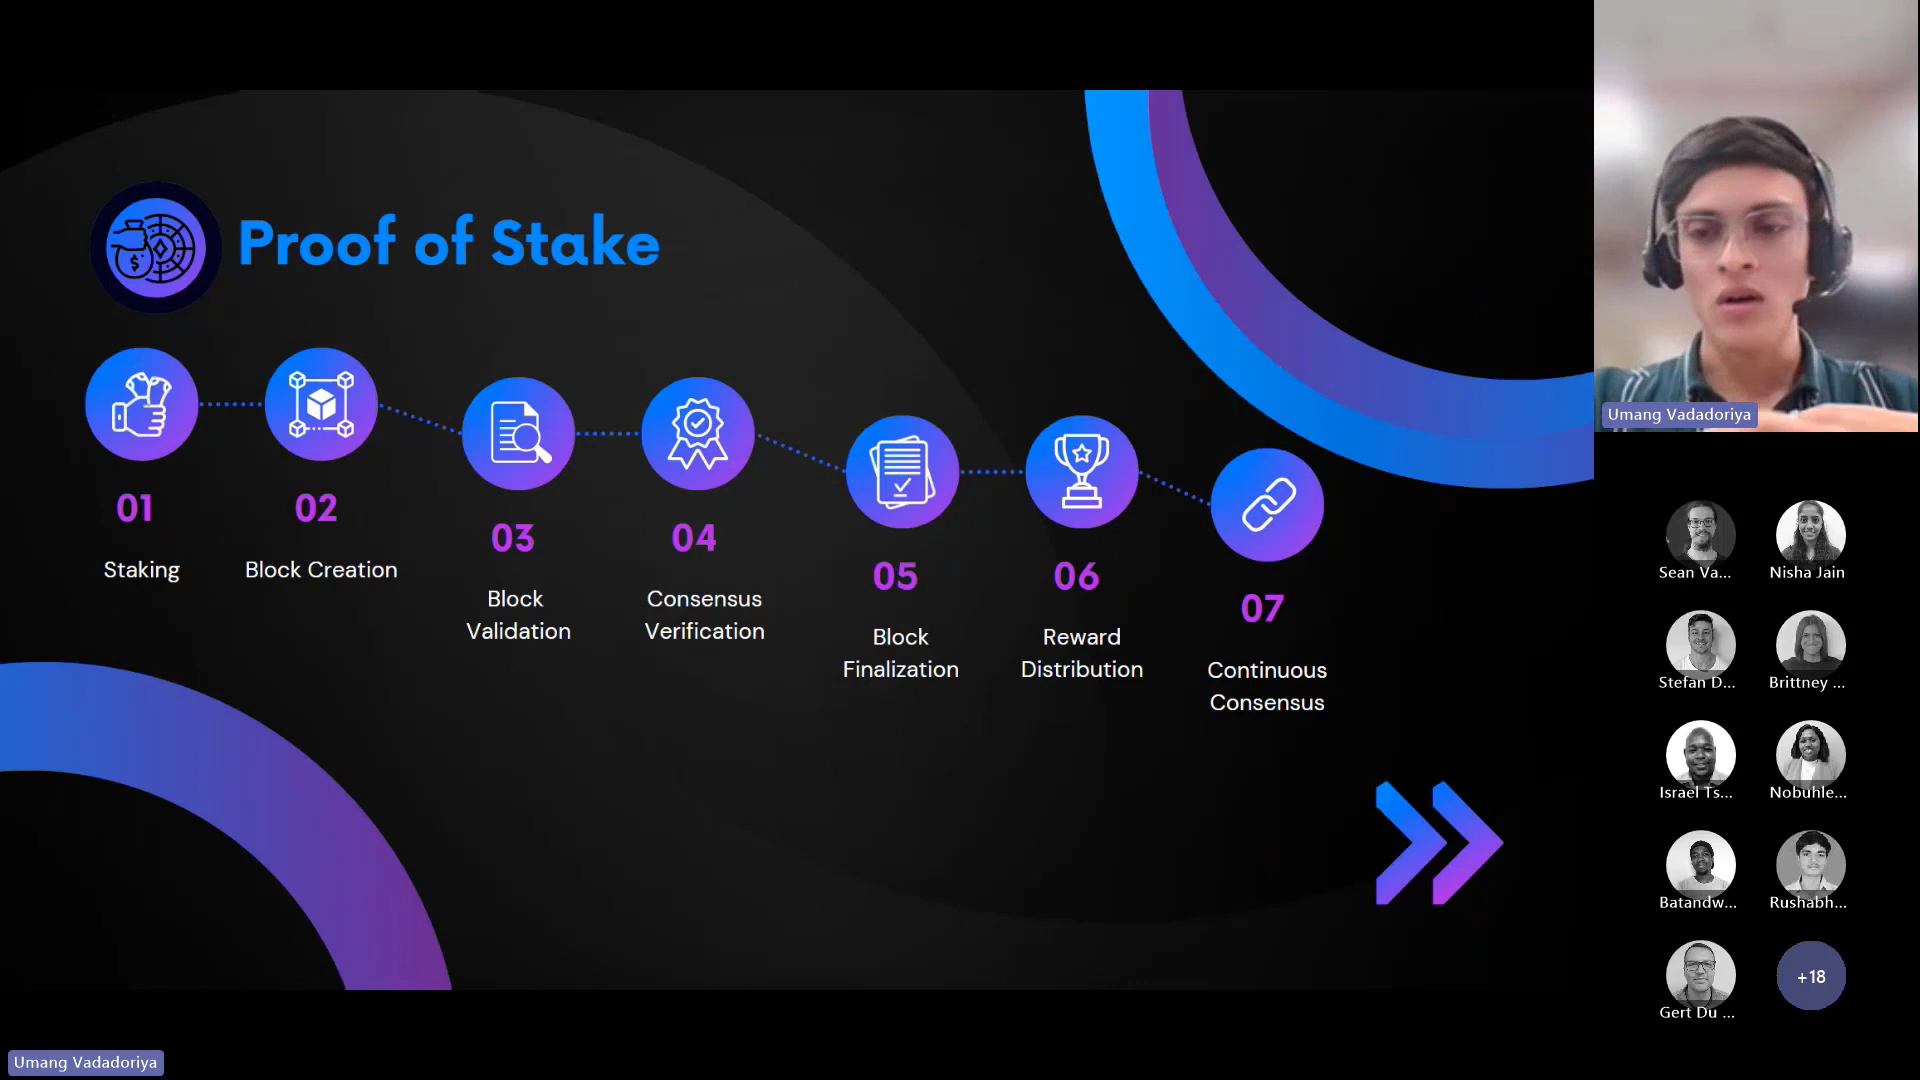 Proof of Stake
01
Staking
02
Block Creation
03
Block
Validation
04
Consensus
Verification
05
Block
Finalization
06
Reward
Distribution
07
Continuous
Consensus
Umang Vadadoriya
Sean Va...
Nisha Jain
Stefan D...
Brittney ...
Israel Ts...
Nobuhle...
Batandw...
Rushabh...
Gert Du ...
+18
Umang Vadadoriya